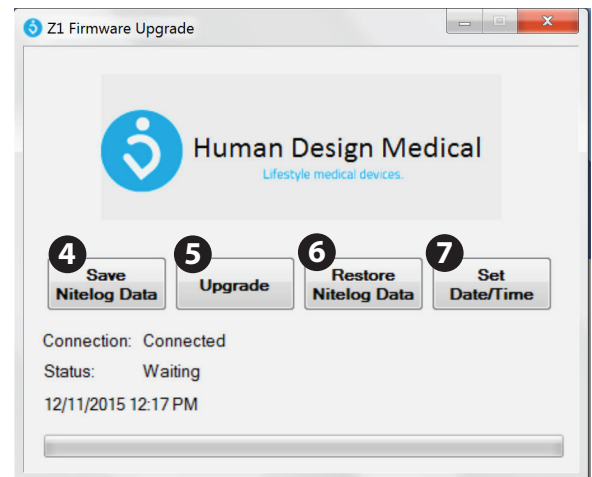 Z1 Firmware Upgrade
Human Design Medical
Lifestyle medical devices.
4 5 6 7
Save Nitelog Data
Upgrade
Restore Nitelog Data
Set Date/Time
Connection: Connected
Status: Waiting
12/11/2015 12:17 PM